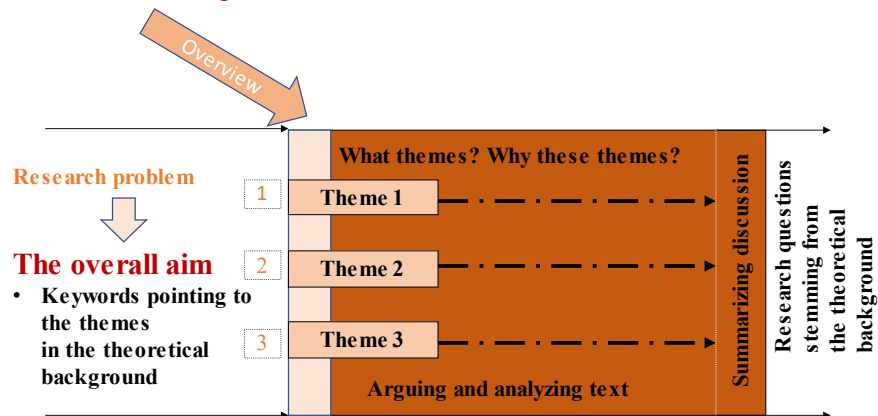 Overview
What themes? Why these themes?
Research problem
1
Theme 1
The overall aim
• Keywords pointing to
the themes
in the theoretical
background
2
Theme 2
3
Theme 3
Arguing and analyzing text
Summarizing discussion
Research questions
stemming from
the theoretical
background